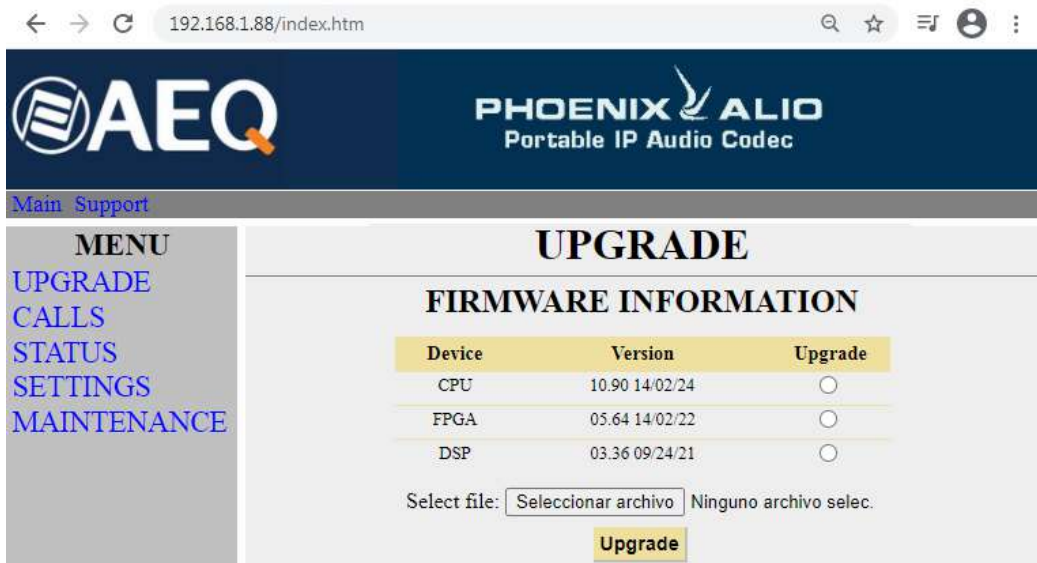 192.168.1.88/index.htm
AEQ
PHOENIX ALIO
Portable IP Audio Codec
Main Support
MENU
UPGRADE
CALLS
STATUS
SETTINGS
MAINTENANCE
UPGRADE
FIRMWARE INFORMATION
Device Version Upgrade
CPU 10.90 14/02/24
FPGA 05.64 14/02/22
DSP 03.36 09/24/21
Select file: Seleccionar archivo Ninguno archivo selec.
Upgrade